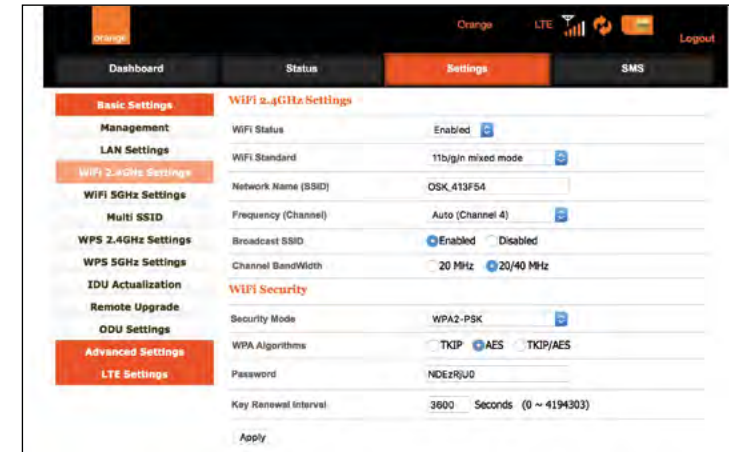 orange
Orange LTE
Logout
Dashboard Status Settings SMS
Basic Settings
Management
LAN Settings
WiFi 2.4GHz Settings
WiFi 5GHz Settings
Multi SSID
WPS 2.4GHz Settings
WPS 5GHz Settings
IDU Actualization
Remote Upgrade
ODU Settings
Advanced Settings
LTE Settings
WiFi 2.4GHz Settings
WiFi Status Enabled
WiFi Standard 11b/g/n mixed mode
Network Name (SSID) OSK_413F54
Frequency (Channel) Auto (Channel 4)
Broadcast SSID Enabled Disabled
Channel BandWidth 20 MHz 20/40 MHz
WiFi Security
Security Mode WPA2-PSK
WPA Algorithms TKIP AES TKIP/AES
Password NDEzRjU0
Key Renewal Interval 3600 Seconds (0 ~ 4194303)
Apply